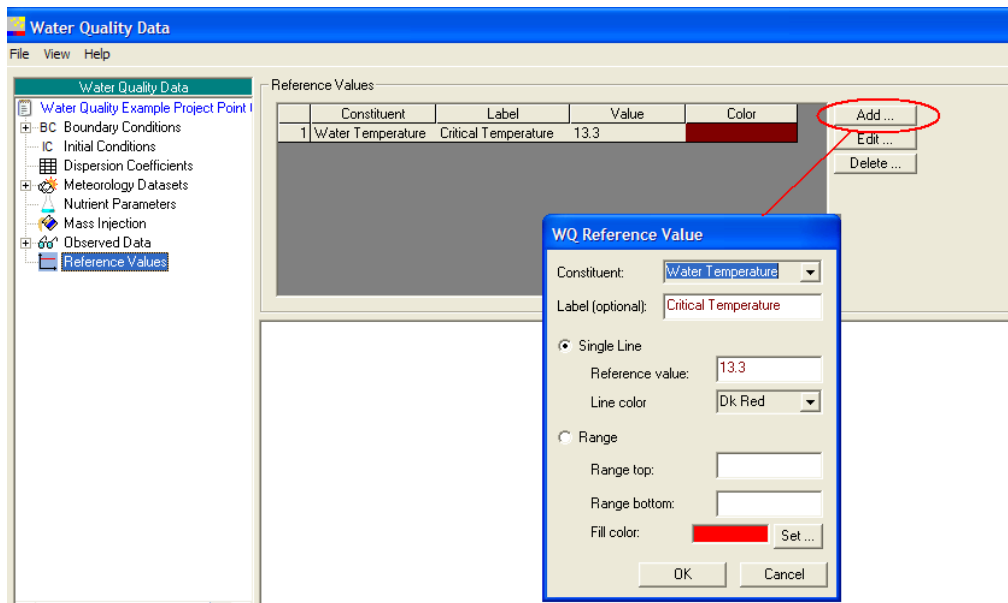 Water Quality Data
File View Help
Water Quality Data
Water Quality Example Project Point
BC Boundary Conditions
IC Initial Conditions
Dispersion Coefficients
Meteorology Datasets
Nutrient Parameters
Mass Injection
Observed Data
Reference Values
Reference Values
Constituent Label Value Color
1 Water Temperature Critical Temperature 13.3
Add ...
Edit ...
Delete ...
WQ Reference Value
Constituent: Water Temperature
Label (optional): Critical Temperature
Single Line
Reference value: 13.3
Line color Dk Red
Range
Range top:
Range bottom:
Fill color: Set ...
OK Cancel